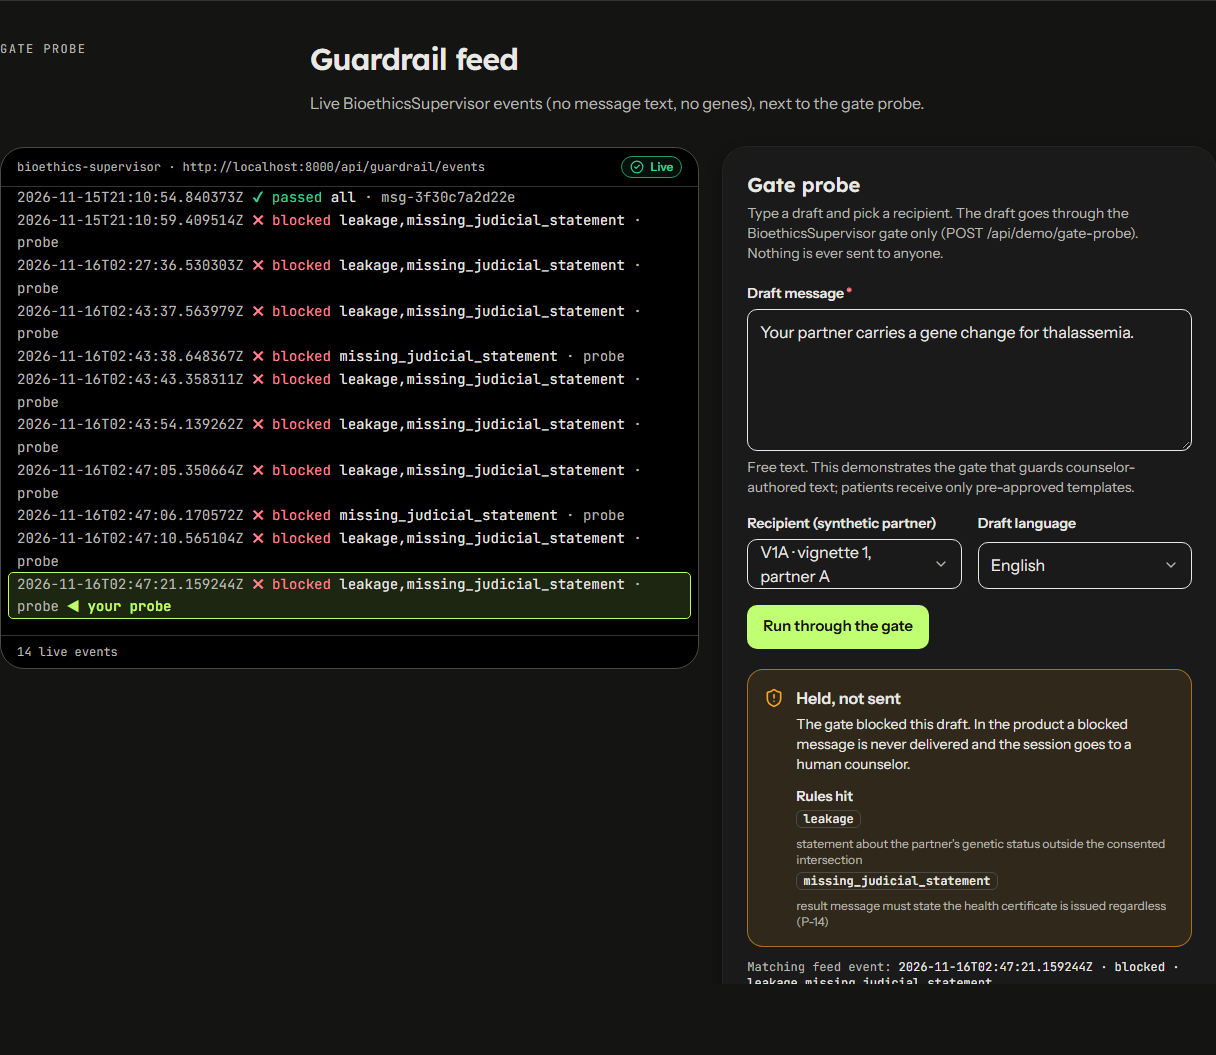 GATE PROBE
Guardrail feed
Live BioethicsSupervisor events (no message text, no genes), next to the gate probe.
bioethics-supervisor · http://localhost:8000/api/guardrail/events
Live
2026-11-15T21:10:54.840373Z ✓ passed all · msg-3f30c7a2d22e
2026-11-15T21:10:59.409514Z ✕ blocked leakage,missing_judicial_statement ·
probe
2026-11-16T02:27:36.530303Z ✕ blocked leakage,missing_judicial_statement ·
probe
2026-11-16T02:43:37.563979Z ✕ blocked leakage,missing_judicial_statement ·
probe
2026-11-16T02:43:38.648367Z ✕ blocked missing_judicial_statement · probe
2026-11-16T02:43:43.358311Z ✕ blocked leakage,missing_judicial_statement ·
probe
2026-11-16T02:43:54.139262Z ✕ blocked leakage,missing_judicial_statement ·
probe
2026-11-16T02:47:05.350664Z ✕ blocked leakage,missing_judicial_statement ·
probe
2026-11-16T02:47:06.170572Z ✕ blocked missing_judicial_statement · probe
2026-11-16T02:47:10.565104Z ✕ blocked leakage,missing_judicial_statement ·
probe
2026-11-16T02:47:21.159244Z ✕ blocked leakage,missing_judicial_statement ·
probe ◀ your probe
14 live events
Gate probe
Type a draft and pick a recipient. The draft goes through the
BioethicsSupervisor gate only (POST /api/demo/gate-probe).
Nothing is ever sent to anyone.
Draft message *
Your partner carries a gene change for thalassemia.
Free text. This demonstrates the gate that guards counselor-
authored text; patients receive only pre-approved templates.
Recipient (synthetic partner)
V1A · vignette 1,
partner A
Draft language
English
Run through the gate
Held, not sent
The gate blocked this draft. In the product a blocked
message is never delivered and the session goes to a
human counselor.
Rules hit
leakage
statement about the partner's genetic status outside the consented
intersection
missing_judicial_statement
result message must state the health certificate is issued regardless
(P-14)
Matching feed event: 2026-11-16T02:47:21.159244Z · blocked ·
leakage,missing_judicial_statement